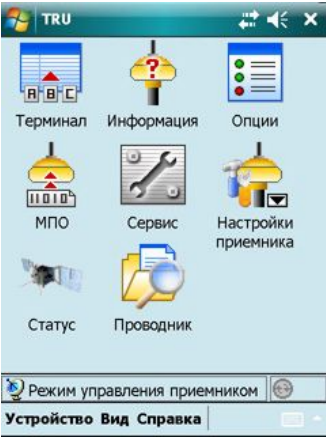 TRU
Терминал
Информация
Опции
МПО
Сервис
Настройки
приемника
Статус
Проводник
Режим управления приемником
Устройство Вид Справка